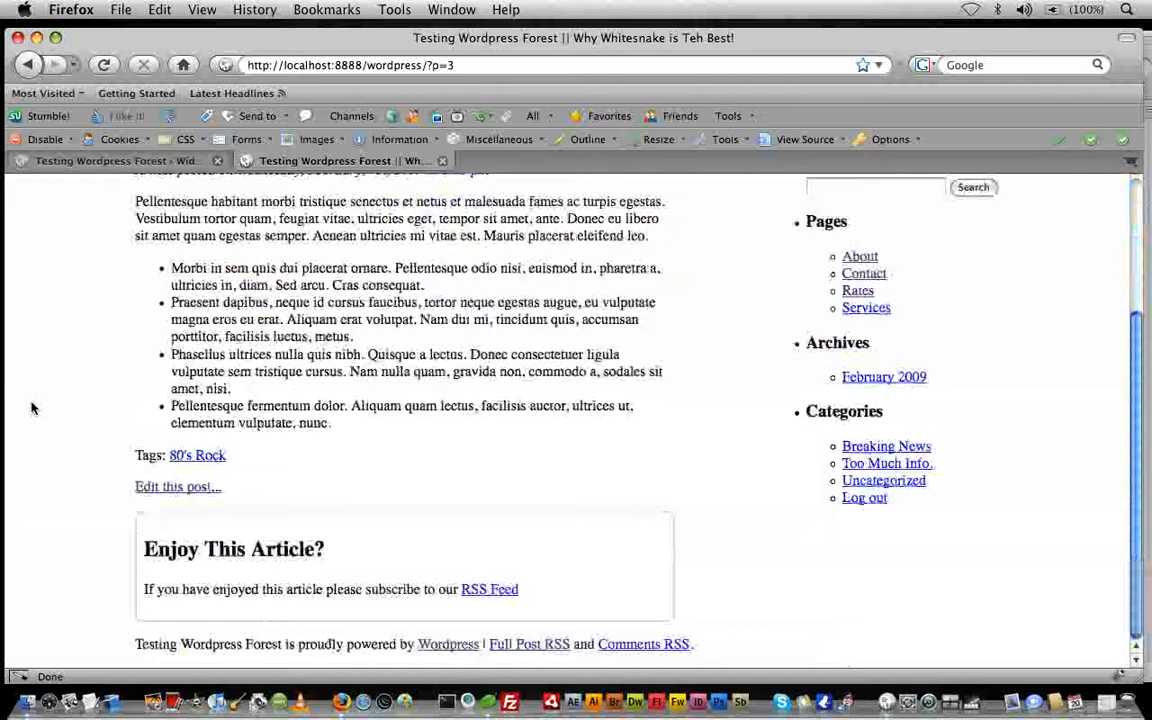 Firefox File Edit View History Bookmarks Tools Window Help (100%)
Testing Wordpress Forest || Why Whitesnake is Teh Best!
http://localhost:8888/wordpress/?p=3 Google
Most Visited Getting Started Latest Headlines
Stumble! I like it! Send to Channels All Favorites Friends Tools
Disable Cookies CSS Forms Images Information Miscellaneous Outline Resize Tools View Source Options
Testing Wordpress Forest › Wid... Testing Wordpress Forest || Wh...
Search
Pellentesque habitant morbi tristique senectus et netus et malesuada fames ac turpis egestas.
Vestibulum tortor quam, feugiat vitae, ultricies eget, tempor sit amet, ante. Donec eu libero
sit amet quam egestas semper. Aenean ultricies mi vitae est. Mauris placerat eleifend leo.
Morbi in sem quis dui placerat ornare. Pellentesque odio nisi, euismod in, pharetra a,
ultricies in, diam. Sed arcu. Cras consequat.
Praesent dapibus, neque id cursus faucibus, tortor neque egestas augue, eu vulputate
magna eros eu erat. Aliquam erat volutpat. Nam dui mi, tincidunt quis, accumsan
porttitor, facilisis luctus, metus.
Phasellus ultrices nulla quis nibh. Quisque a lectus. Donec consectetuer ligula
vulputate sem tristique cursus. Nam nulla quam, gravida non, commodo a, sodales sit
amet, nisi.
Pellentesque fermentum dolor. Aliquam quam lectus, facilisis auctor, ultrices ut,
elementum vulputate, nunc.
Tags: 80's Rock
Edit this post...
Enjoy This Article?
If you have enjoyed this article please subscribe to our RSS Feed
Testing Wordpress Forest is proudly powered by Wordpress | Full Post RSS and Comments RSS.
Pages
About
Contact
Rates
Services
Archives
February 2009
Categories
Breaking News
Too Much Info.
Uncategorized
Log out
Done